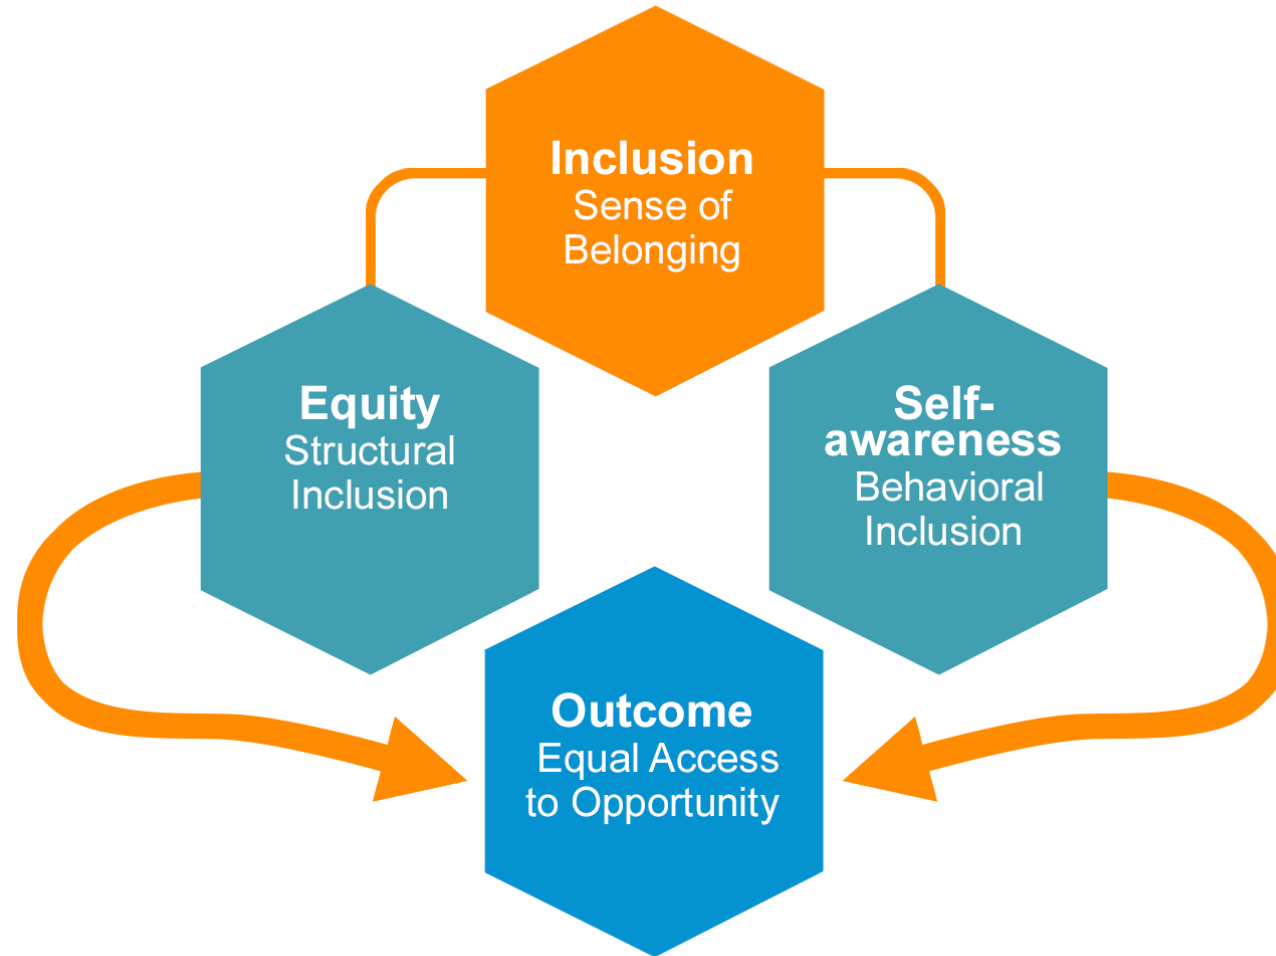 Inclusion
Sense of
Belonging
Equity
Structural
Inclusion
Self-
awareness
Behavioral
Inclusion
Outcome
Equal Access
to Opportunity